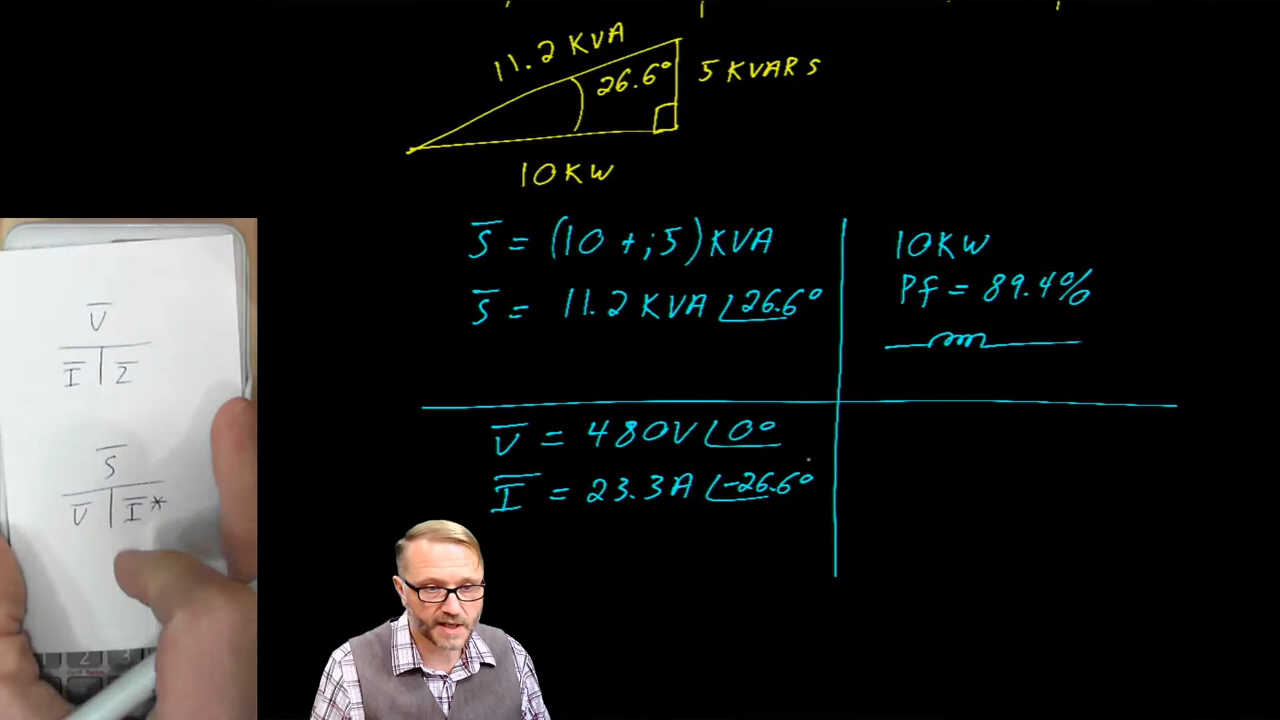 11.2 KVA
26.6°
5 KVARS
10KW
S̅ = (10 + j5) KVA
S̅ = 11.2 KVA ∠26.6°
10KW
Pf = 89.4%
V̅ = 480V ∠0°
I̅ = 23.3A ∠-26.6°
V̅
I̅ | Z̅
S̅
V̅ | I̅*